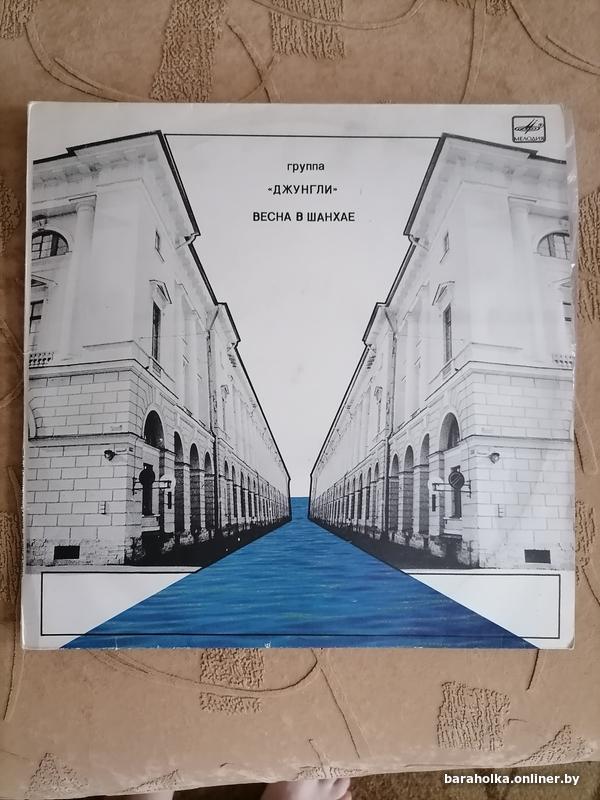 МЕЛОДИЯ
группа
«ДЖУНГЛИ»
ВЕСНА В ШАНХАЕ
baraholka.onliner.by